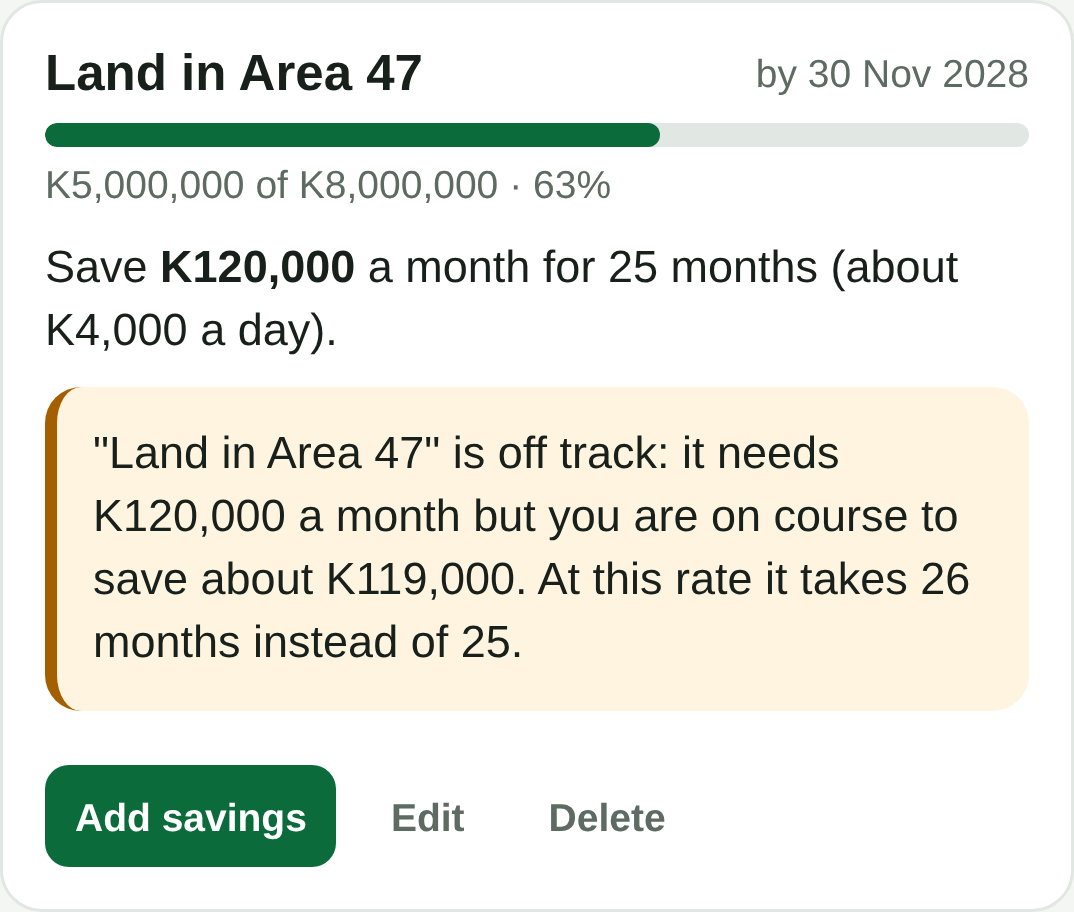 Land in Area 47
by 30 Nov 2028
K5,000,000 of K8,000,000 · 63%
Save K120,000 a month for 25 months (about
K4,000 a day).
"Land in Area 47" is off track: it needs
K120,000 a month but you are on course to
save about K119,000. At this rate it takes 26
months instead of 25.
Add savings
Edit
Delete